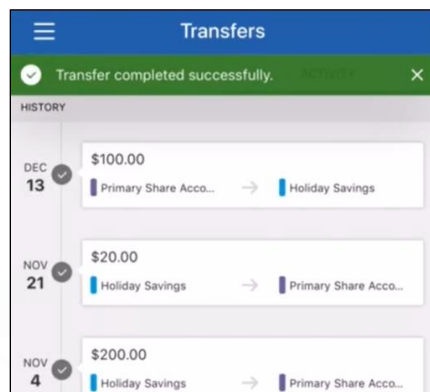 Transfers
Transfer completed successfully.
ACTIVITY
HISTORY
DEC
13
$100.00
Primary Share Acco...
Holiday Savings
NOV
21
$20.00
Holiday Savings
Primary Share Acco...
NOV
4
$200.00
Holiday Savings
Primary Share Acco...